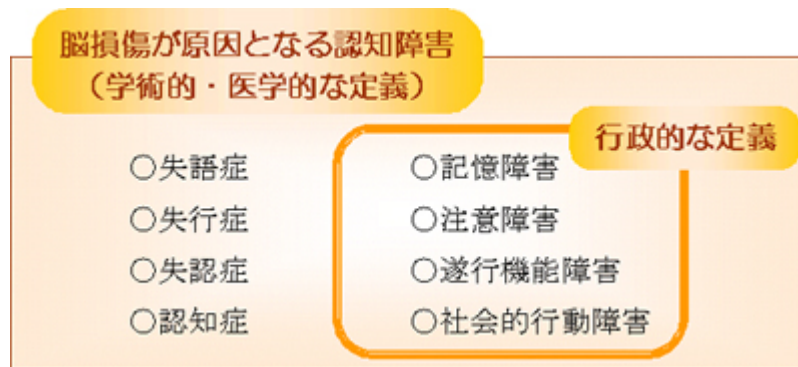 脳損傷が原因となる認知障害
（学術的・医学的な定義）
行政的な定義
○失語症
○失行症
○失認症
○認知症
○記憶障害
○注意障害
○遂行機能障害
○社会的行動障害